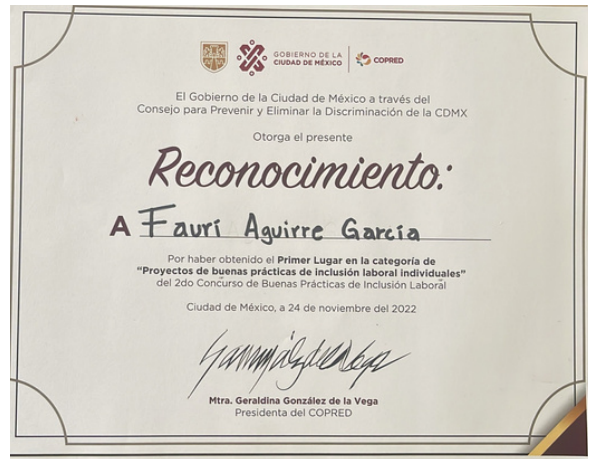 GOBIERNO DE LA
CIUDAD DE MÉXICO
COPRED
El Gobierno de la Ciudad de México a través del
Consejo para Prevenir y Eliminar la Discriminación de la CDMX
Otorga el presente
Reconocimiento:
A Fauri Aguirre García
Por haber obtenido el Primer Lugar en la categoría de
"Proyectos de buenas prácticas de inclusión laboral individuales"
del 2do Concurso de Buenas Prácticas de Inclusión Laboral
Ciudad de México, a 24 de noviembre del 2022
Mtra. Geraldina González de la Vega
Presidenta del COPRED